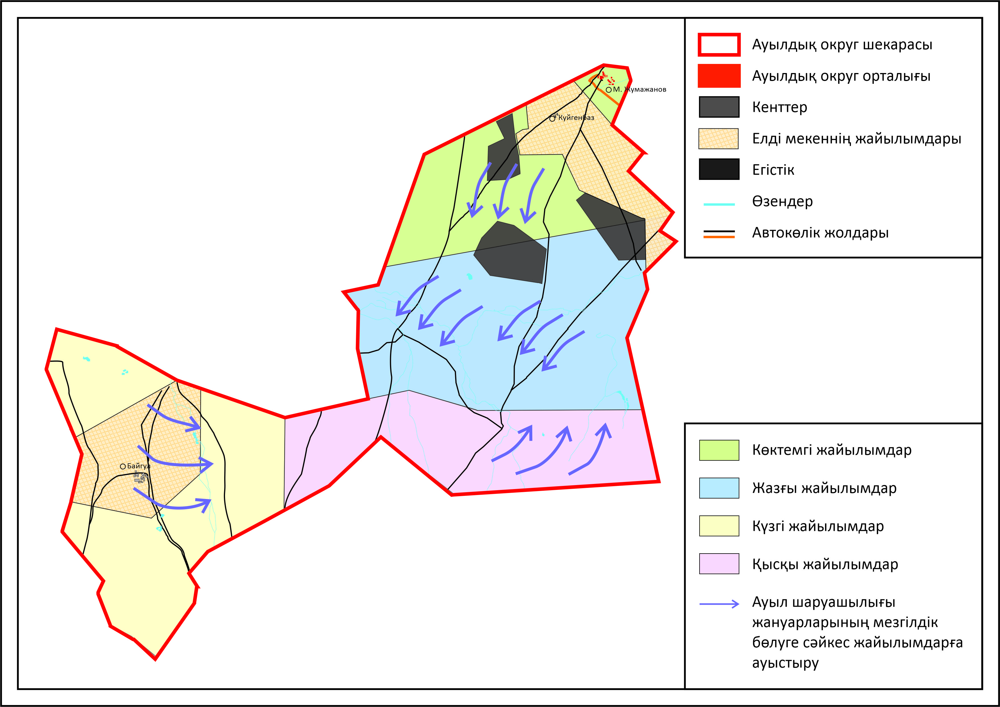 Ауылдық округ шекарасы
Ауылдық округ орталығы
Кенттер
Елді мекеннің жайылымдары
Егістік
Өзендер
Автокөлік жолдары
М. Жумажанов
Куйгенбаз
Байгул
Көктемгі жайылымдар
Жазғы жайылымдар
Күзгі жайылымдар
Қысқы жайылымдар
Ауыл шаруашылығы
жануарларының мезгілдік
бөлуге сәйкес жайылымдарға
ауыстыру